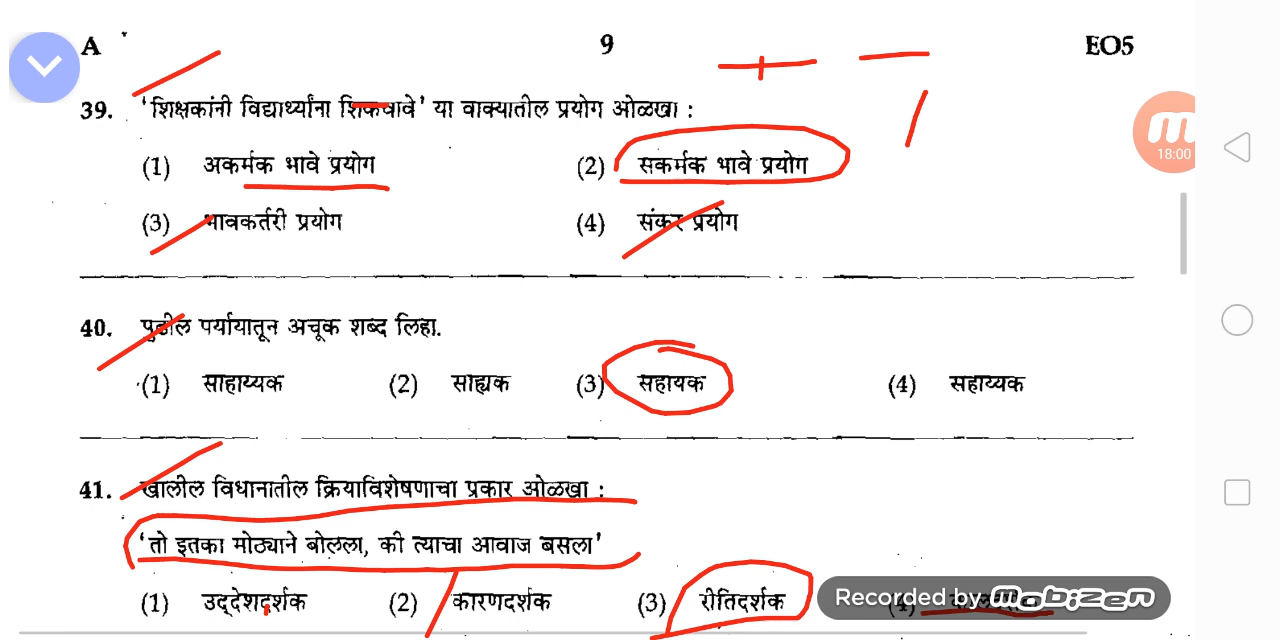 A 9 EO5
18:00
39. 'शिक्षकांनी विद्यार्थ्यांना शिकवावे' या वाक्यातील प्रयोग ओळखा :
(1) अकर्मक भावे प्रयोग (2) सकर्मक भावे प्रयोग
(3) भावकर्तरी प्रयोग (4) संकर प्रयोग
40. पुढील पर्यायातून अचूक शब्द लिहा.
(1) साहाय्यक (2) साह्यक (3) सहायक (4) सहाय्यक
41. खालील विधानातील क्रियाविशेषणाचा प्रकार ओळखा :
'तो इतका मोठ्याने बोलला, की त्याचा आवाज बसला'
(1) उद्देशदर्शक (2) कारणदर्शक (3) रीतिदर्शक (4)
Recorded by mobizen